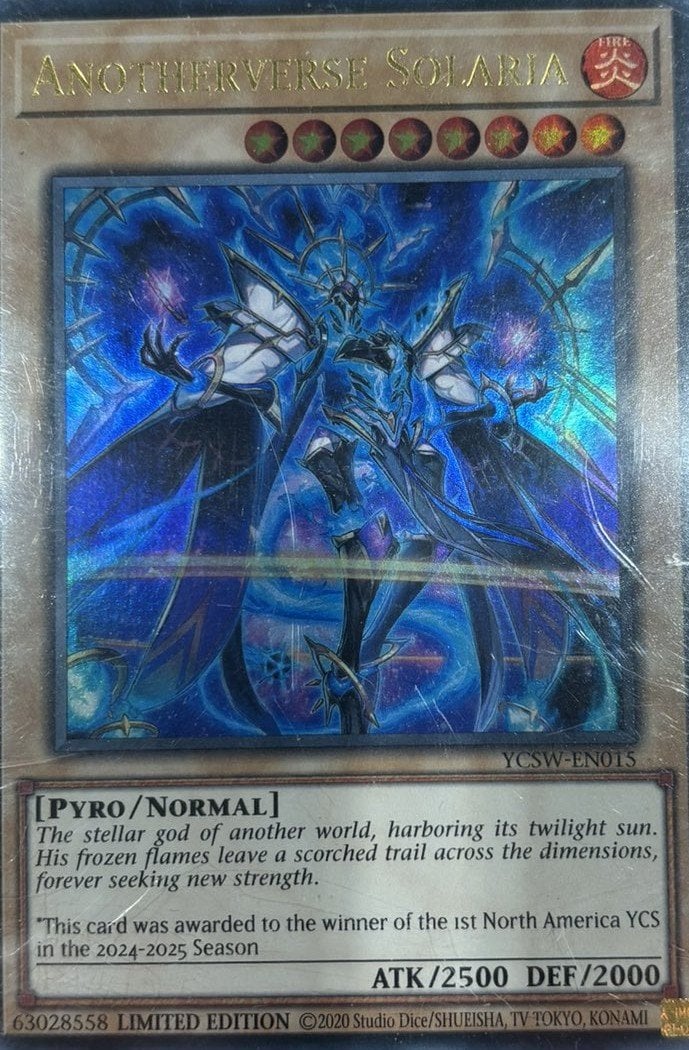 ANOTHERVERSE SOLARIA
FIRE
炎
YCSW-EN015
[PYRO/NORMAL]
The stellar god of another world, harboring its twilight sun.
His frozen flames leave a scorched trail across the dimensions,
forever seeking new strength.
*This card was awarded to the winner of the 1st North America YCS
in the 2024-2025 Season
ATK/2500 DEF/2000
63028558 LIMITED EDITION ©2020 Studio Dice/SHUEISHA, TV TOKYO, KONAMI